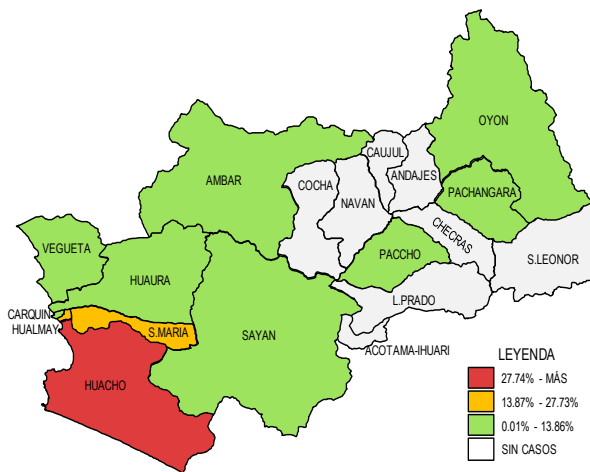 OYON
CAUJUL
ANDAJES
AMBAR
COCHA
NAVAN
PACHANGARA
CHECRAS
VEGUETA
HUAURA
PACCHO
S.LEONOR
L.PRADO
CARQUIN
HUALMAY
S.MARIA
SAYAN
ACOTAMA-IHUARI
HUACHO
LEYENDA
27.74% - MÁS
13.87% - 27.73%
0.01% - 13.86%
SIN CASOS